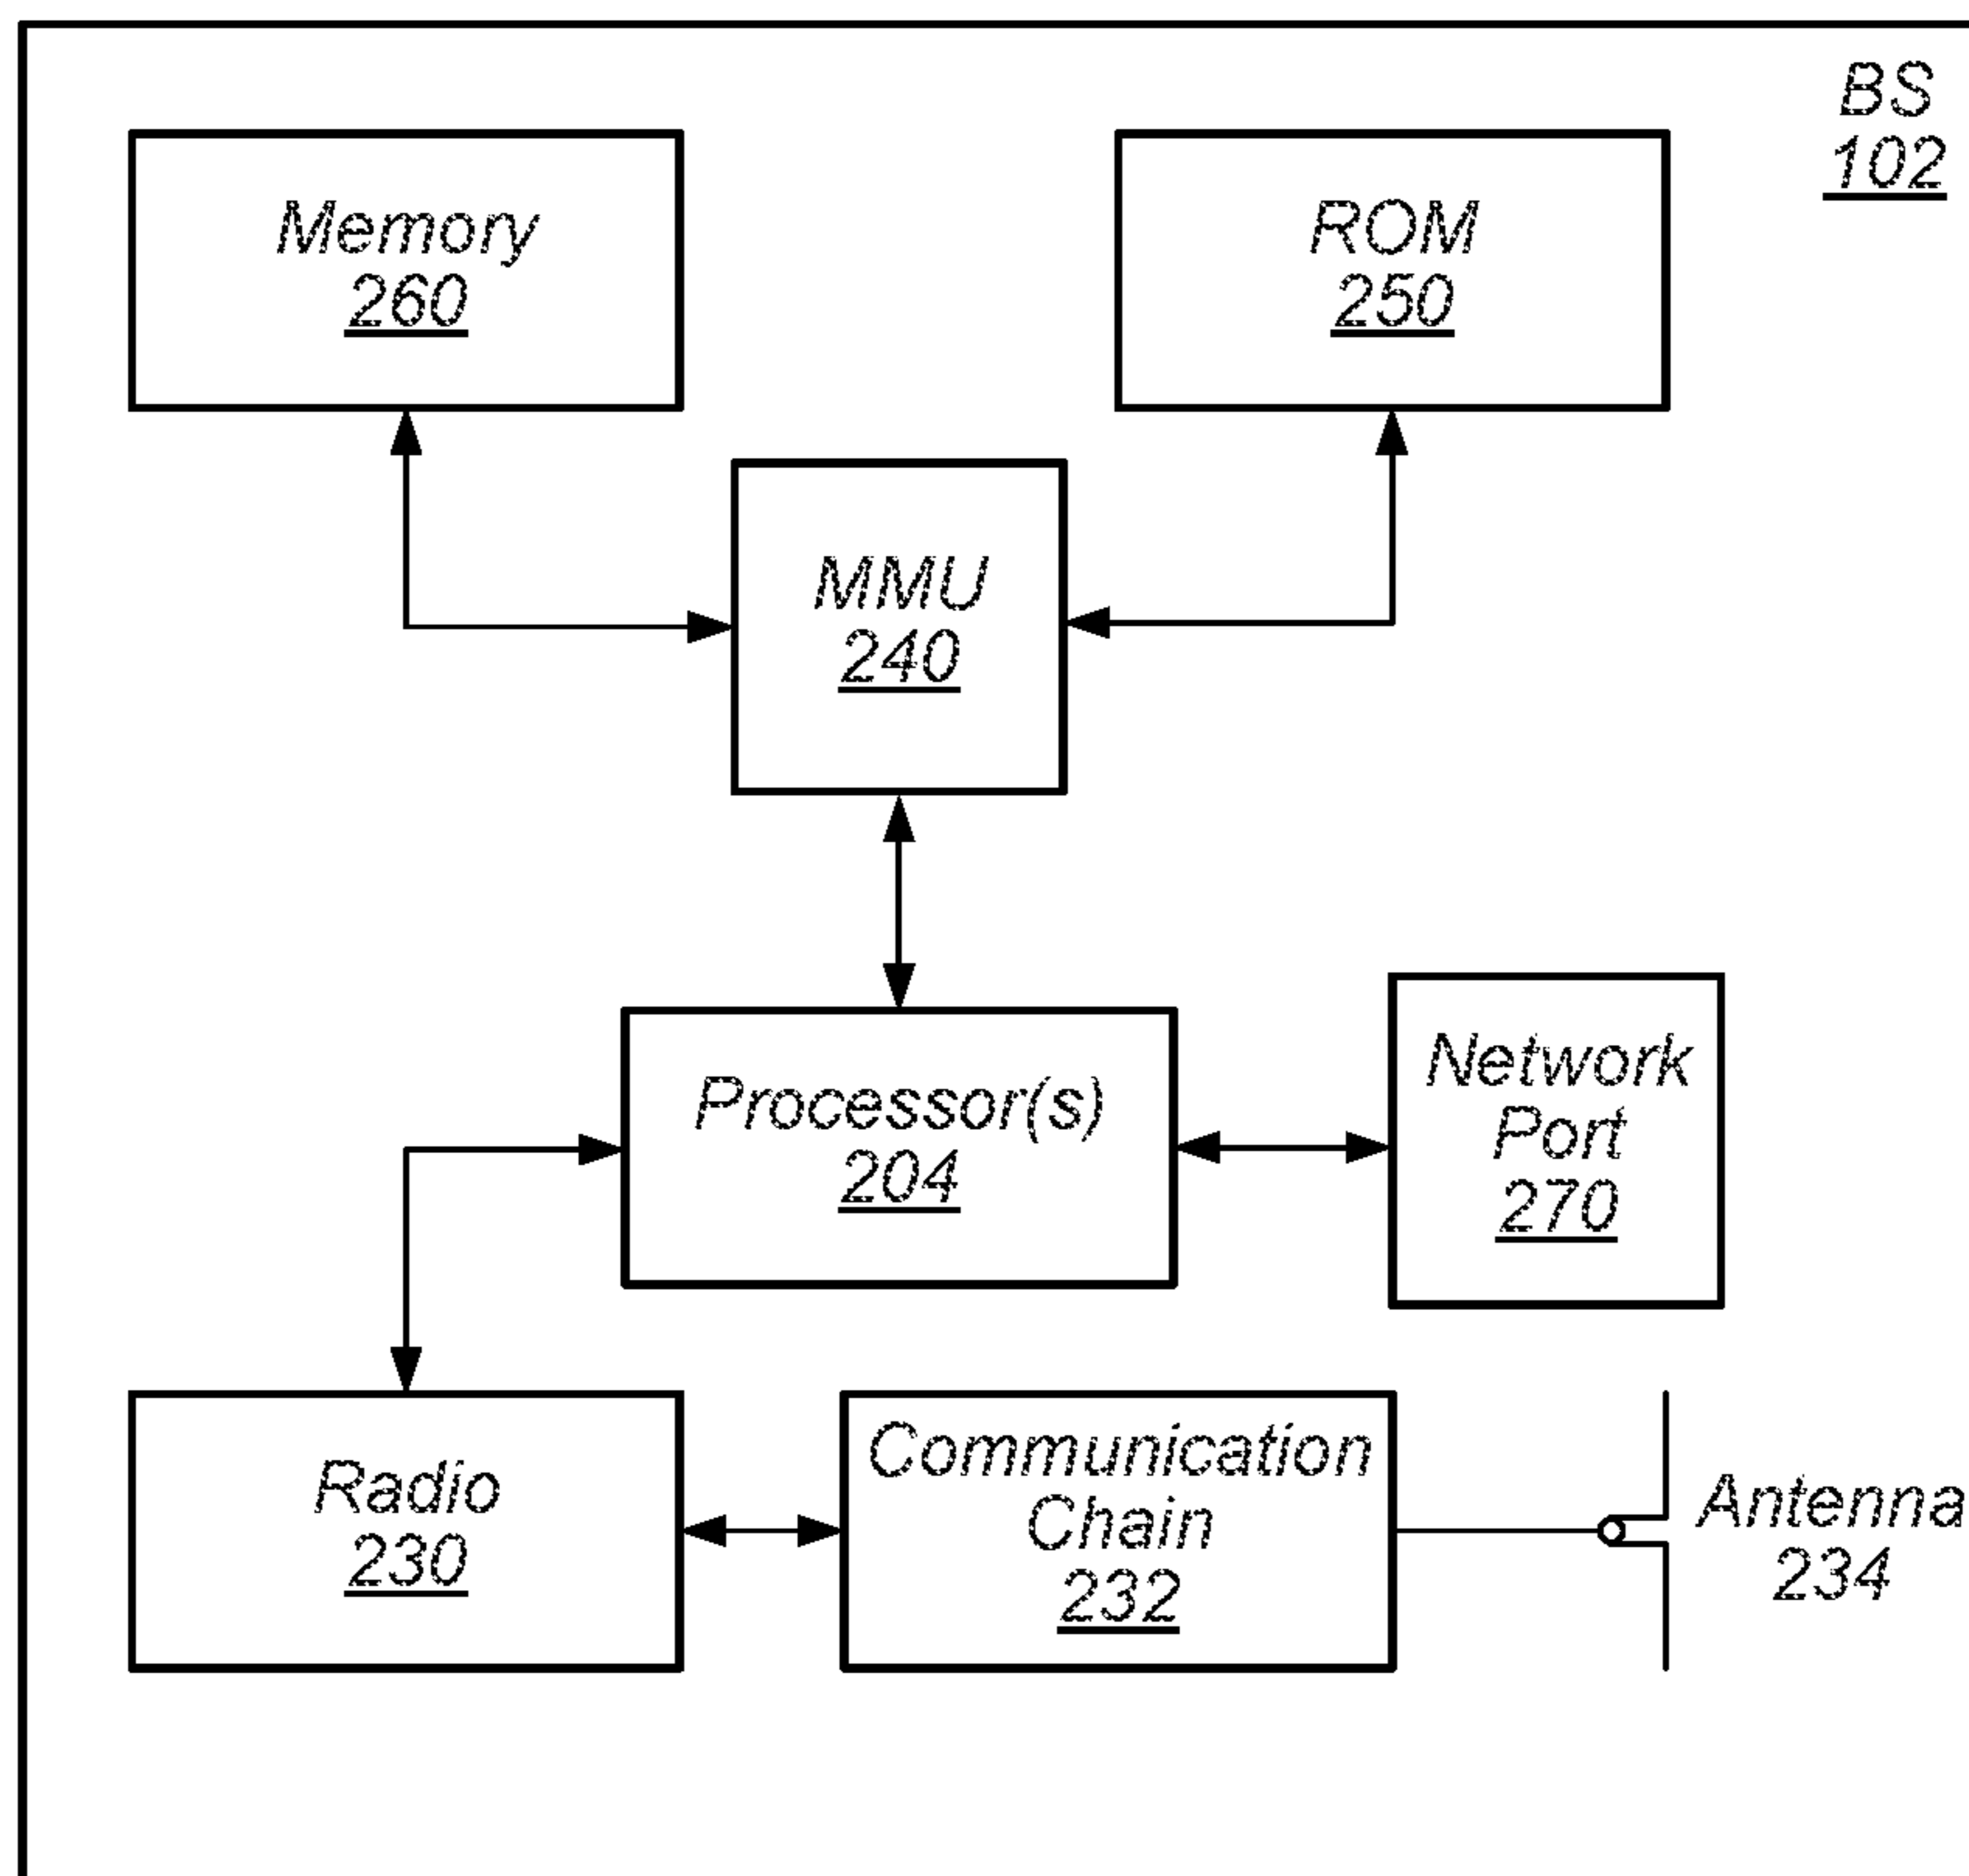 BS
102
Memory
260
ROM
250
MMU
240
Processor(s)
204
Network
Port
270
Radio
230
Communication
Chain
232
Antenna
234